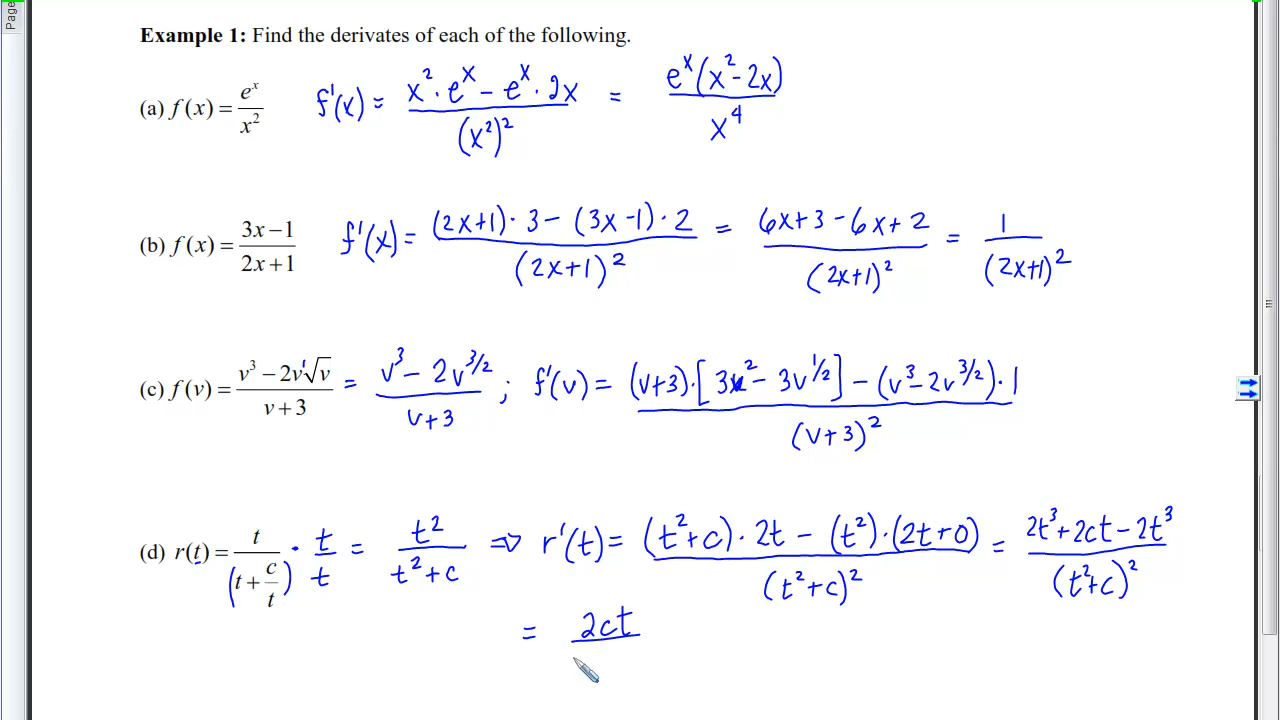 Page
Example 1: Find the derivates of each of the following.
(a) f(x) = e^x / x^2   f'(x) = (x^2 · e^x − e^x · 2x) / (x^2)^2 = e^x(x^2 − 2x) / x^4
(b) f(x) = (3x − 1) / (2x + 1)   f'(x) = ((2x+1) · 3 − (3x−1) · 2) / (2x+1)^2 = (6x+3 − 6x+2) / (2x+1)^2 = 1 / (2x+1)^2
(c) f(v) = (v^3 − 2v^1√v) / (v + 3) = (v^3 − 2v^{3/2}) / (v+3) ; f'(v) = ((v+3) · [3v^2 − 3v^{1/2}] − (v^3 − 2v^{3/2}) · 1) / (v+3)^2
(d) r(t) = t / (t + c/t) · t/t = t^2 / (t^2+c) ⇒ r'(t) = ((t^2+c) · 2t − (t^2) · (2t+0)) / (t^2+c)^2 = (2t^3+2ct−2t^3) / (t^2+c)^2
= 2ct /